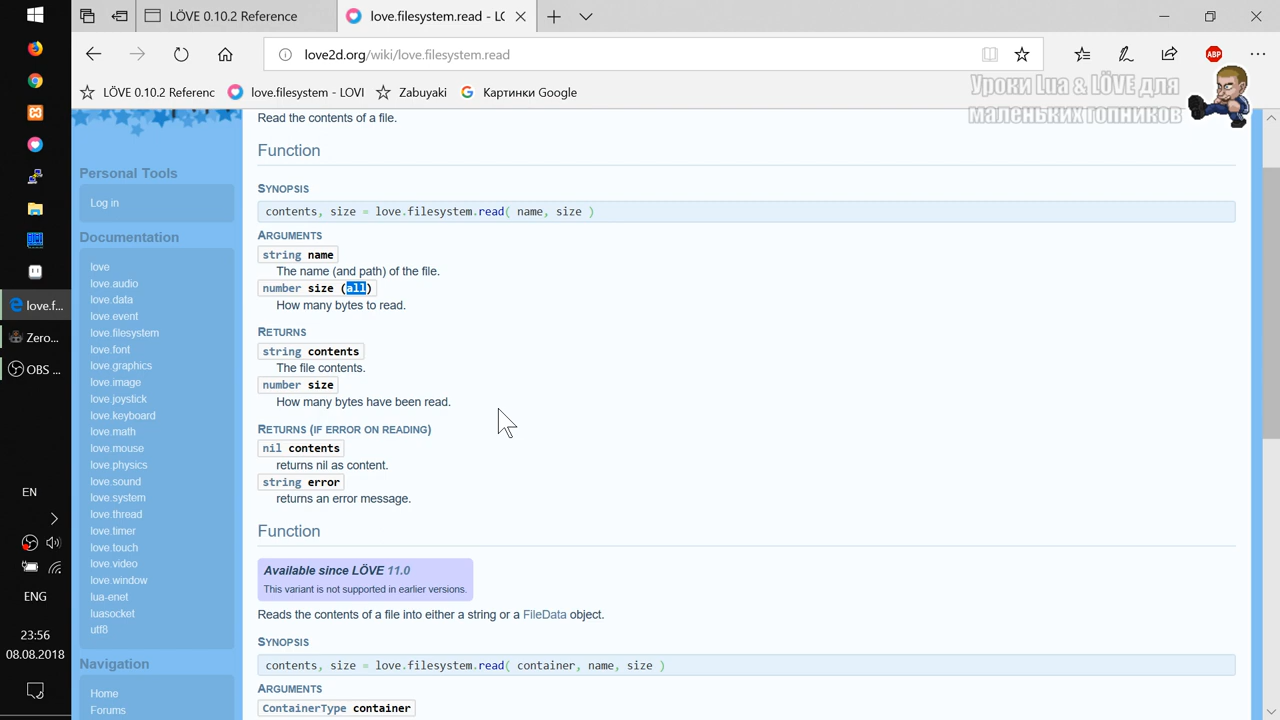 LÖVE 0.10.2 Reference
love.filesystem.read - LÖ
love2d.org/wiki/love.filesystem.read
ABP
LÖVE 0.10.2 Referenc
love.filesystem - LOVI
Zabuyaki
Картинки Google
Уроки Lua & LÖVE для
маленьких гопников
Read the contents of a file.
Function
Synopsis
contents, size = love.filesystem.read( name, size )
Arguments
string name
The name (and path) of the file.
number size (all)
How many bytes to read.
Returns
string contents
The file contents.
number size
How many bytes have been read.
Returns (if error on reading)
nil contents
returns nil as content.
string error
returns an error message.
Function
Available since LÖVE 11.0
This variant is not supported in earlier versions.
Reads the contents of a file into either a string or a FileData object.
Synopsis
contents, size = love.filesystem.read( container, name, size )
Arguments
ContainerType container
Personal Tools
Log in
Documentation
love
love.audio
love.data
love.event
love.filesystem
love.font
love.graphics
love.image
love.joystick
love.keyboard
love.math
love.mouse
love.physics
love.sound
love.system
love.thread
love.timer
love.touch
love.video
love.window
lua-enet
luasocket
utf8
Navigation
Home
Forums
love.f...
Zero...
OBS ...
EN
ENG
23:56
08.08.2018